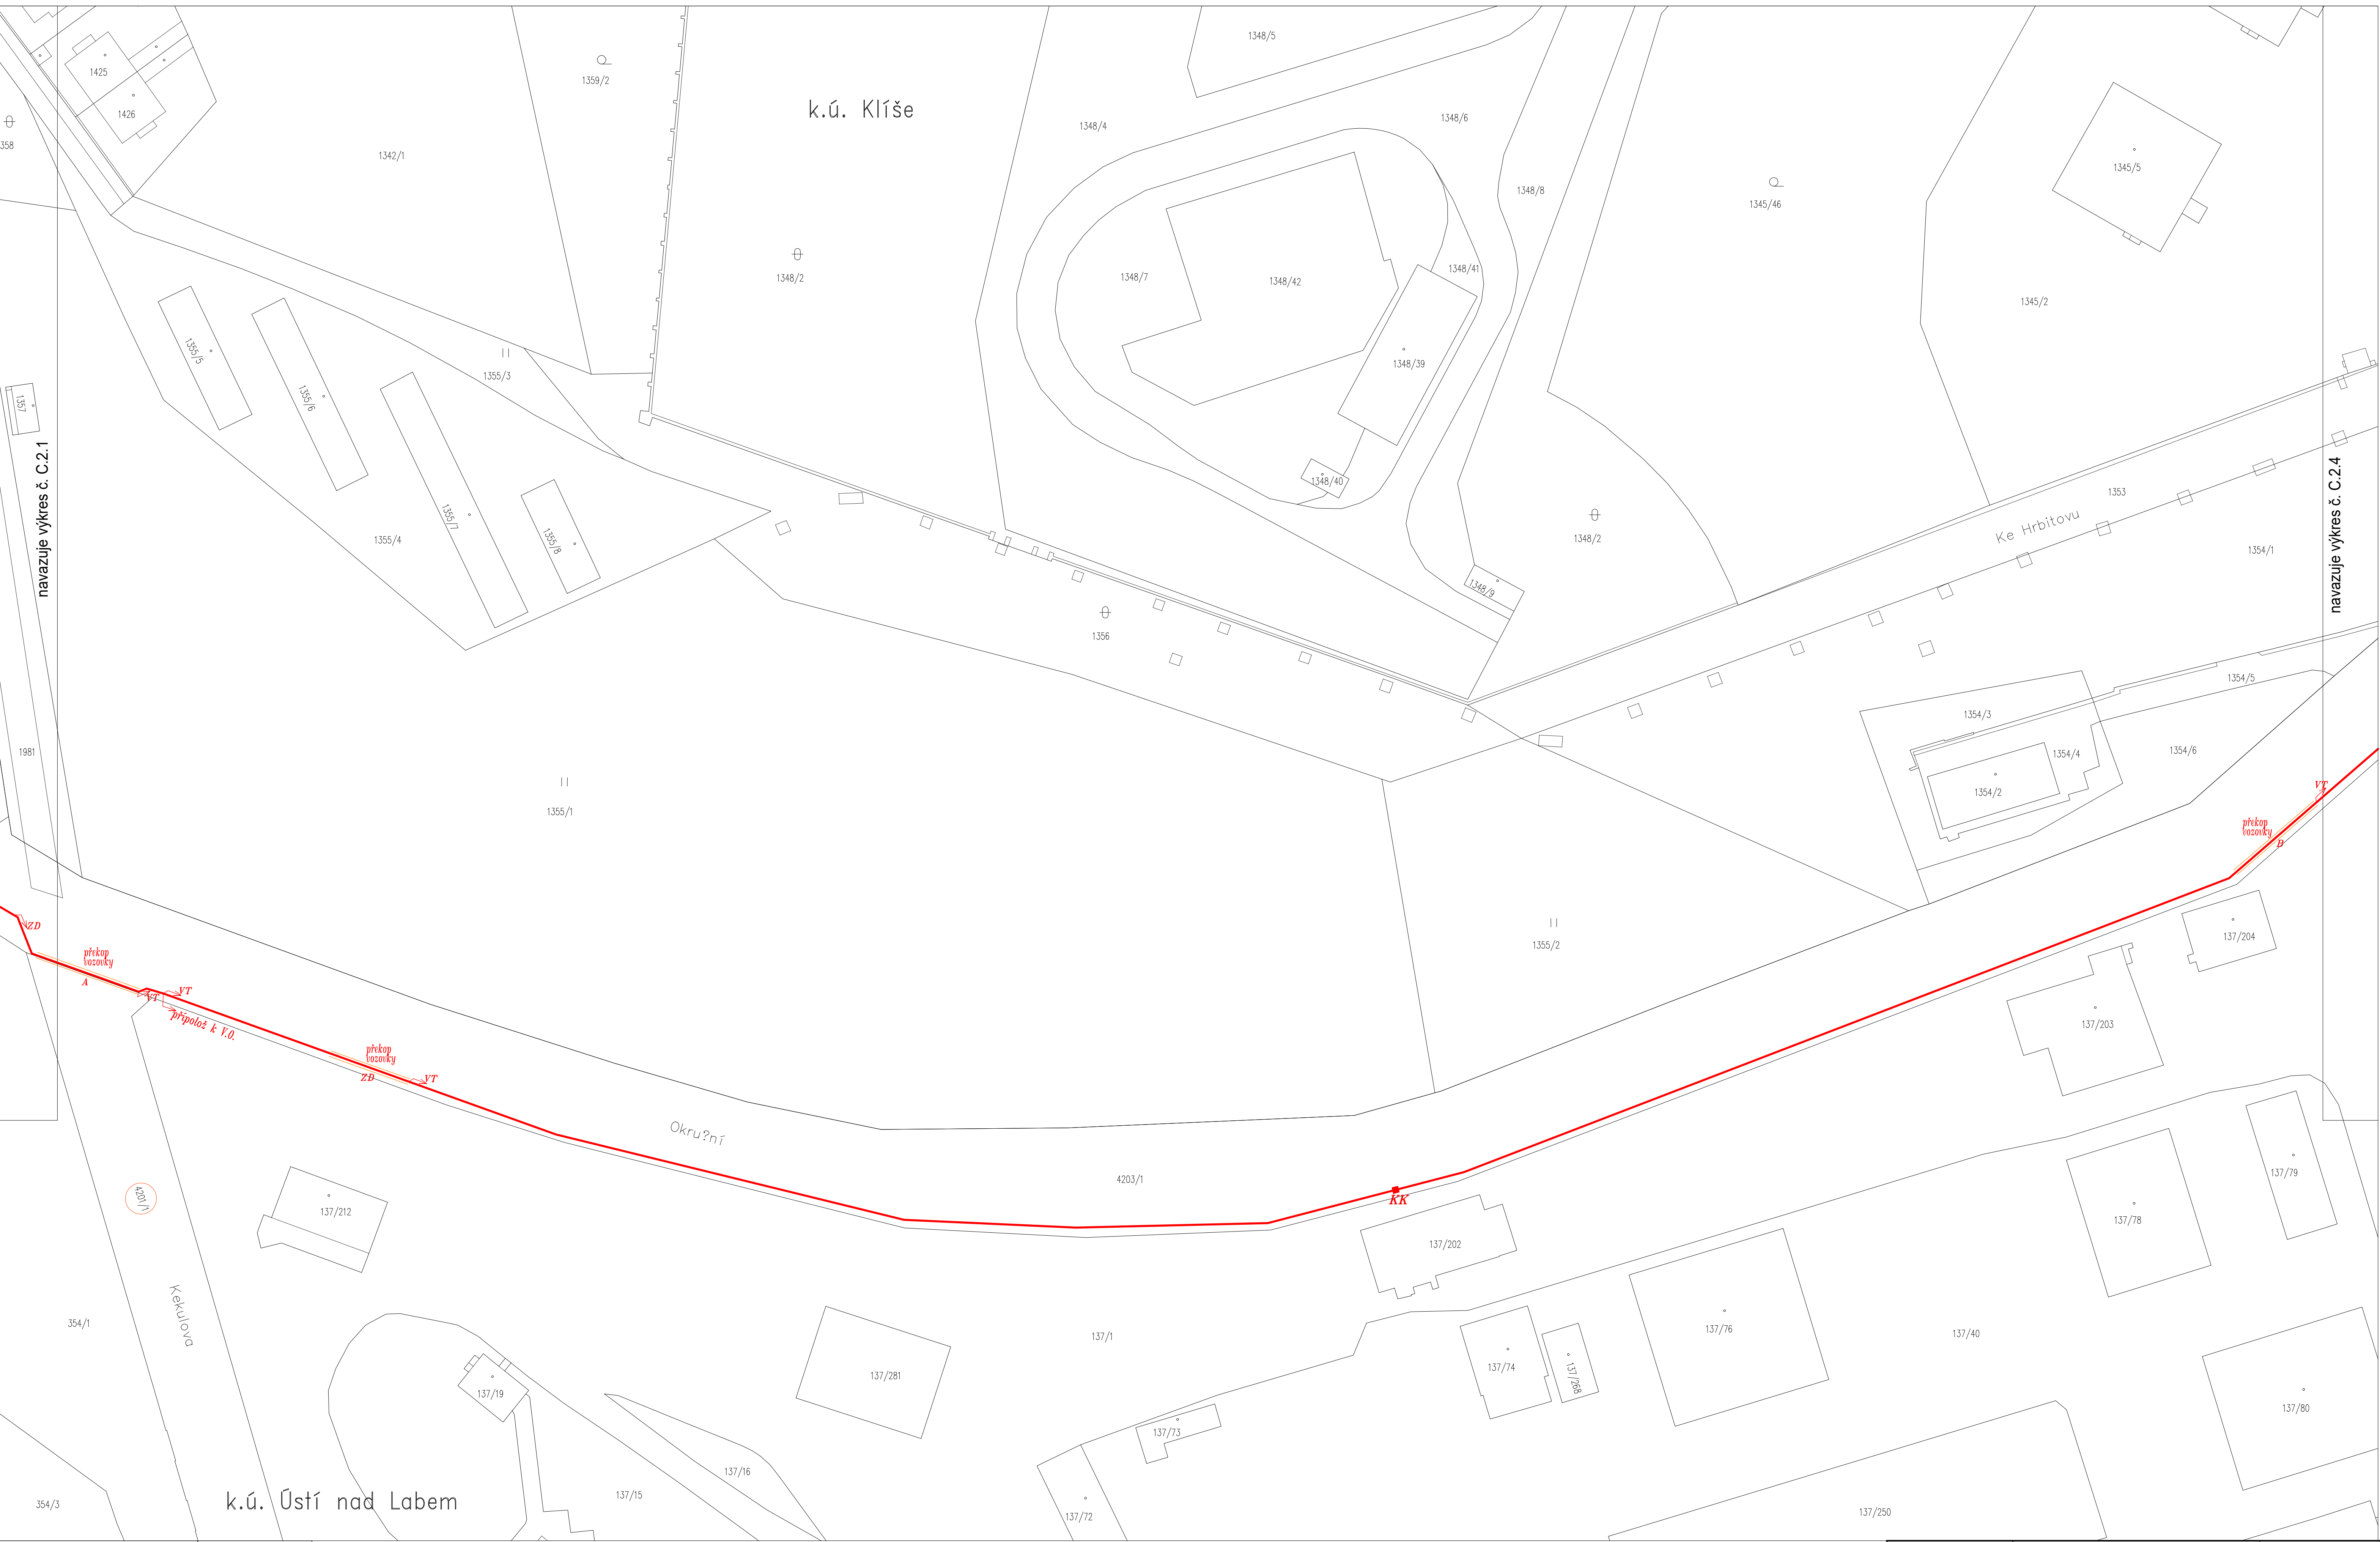 1425
1426
358
1342/1
1359/2
k.ú. Klíše
1348/5
1348/4
1348/6
1348/8
1348/2
1348/7
1348/42
1348/41
1348/39
1348/40
1348/9
1345/46
1345/5
1345/2
1348/2
1353
Ke Hrbitovu
1354/1
navazuje výkres č. C.2.1
nazazuje výkres č. C.2.4
1357
1355/5
1355/6
1355/3
1355/7
1355/8
1355/4
1356
1981
1355/1
1355/2
1354/3
1354/5
1354/4
1354/6
1354/2
VT
překop
vozovky
B
ZD
překop
vozovky
A
VT
VT
připolož k V.O.
překop
vozovky
ZD
VT
Okru?ní
4203/1
KK
137/204
137/203
4201/1
137/212
137/202
137/79
137/78
Kekulova
354/1
137/1
137/76
137/40
137/281
137/19
137/74
137/268
137/80
137/73
137/16
137/15
137/72
137/250
354/3
k.ú. Ústí nad Labem